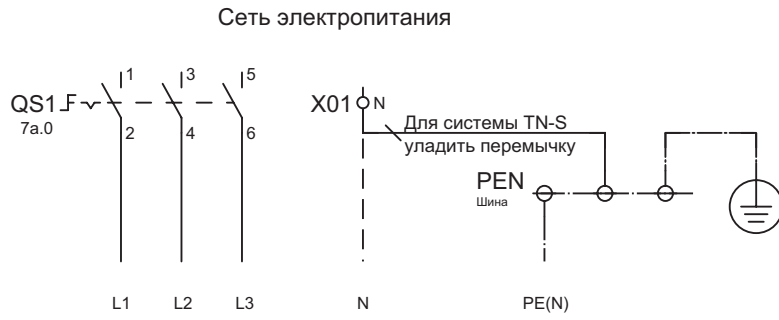 Сеть электропитания
1 3 5
QS1
7a.0
2 4 6
X01 N
Для системы TN-S
уладить перемычку
PEN
Шина
L1 L2 L3 N PE(N)